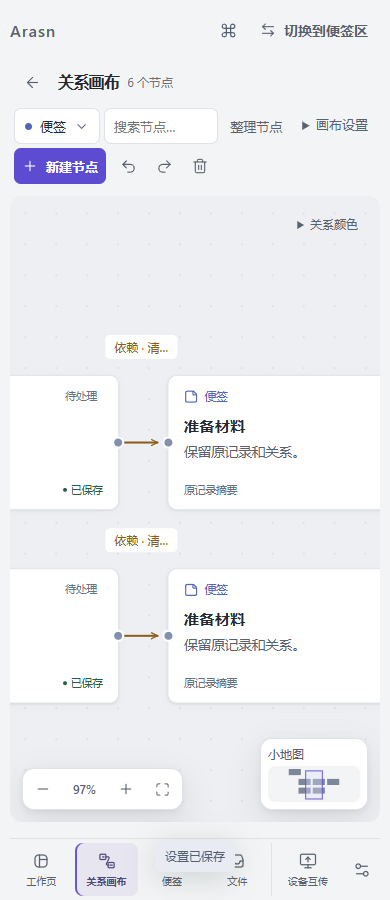 Arasn
切换到便签区
关系画布 6 个节点
便签
搜索节点...
整理节点
画布设置
新建节点
关系颜色
依赖 · 清...
待处理
便签
准备材料
保留原记录和关系。
已保存
原记录摘要
依赖 · 清...
待处理
便签
准备材料
保留原记录和关系。
已保存
原记录摘要
小地图
97%
设置已保存
工作页
关系画布
便签
文件
设备互传